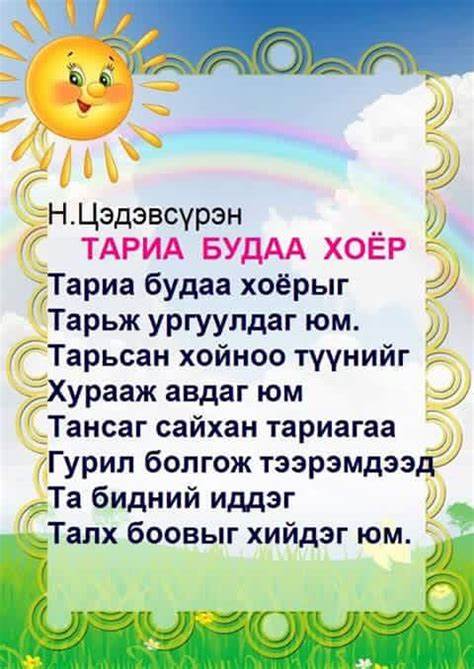 Н.Цэдэвсүрэн
ТАРИА БУДАА ХОЁР
Тариа будаа хоёрыг
Тарьж ургуулдаг юм.
Тарьсан хойноо түүнийг
Хурааж авдаг юм
Тансаг сайхан тариагаа
Гурил болгож тээрэмдээд
Та бидний иддэг
Талх боовыг хийдэг юм.